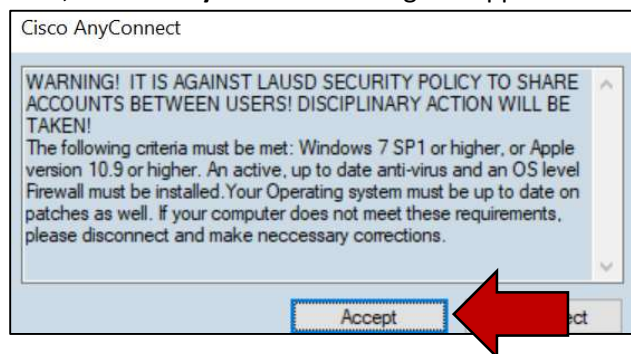 Cisco AnyConnect
WARNING! IT IS AGAINST LAUSD SECURITY POLICY TO SHARE
ACCOUNTS BETWEEN USERS! DISCIPLINARY ACTION WILL BE
TAKEN!
The following criteria must be met: Windows 7 SP1 or higher, or Apple
version 10.9 or higher. An active, up to date anti-virus and an OS level
Firewall must be installed.Your Operating system must be up to date on
patches as well. If your computer does not meet these requirements,
please disconnect and make neccessary corrections.
Accept